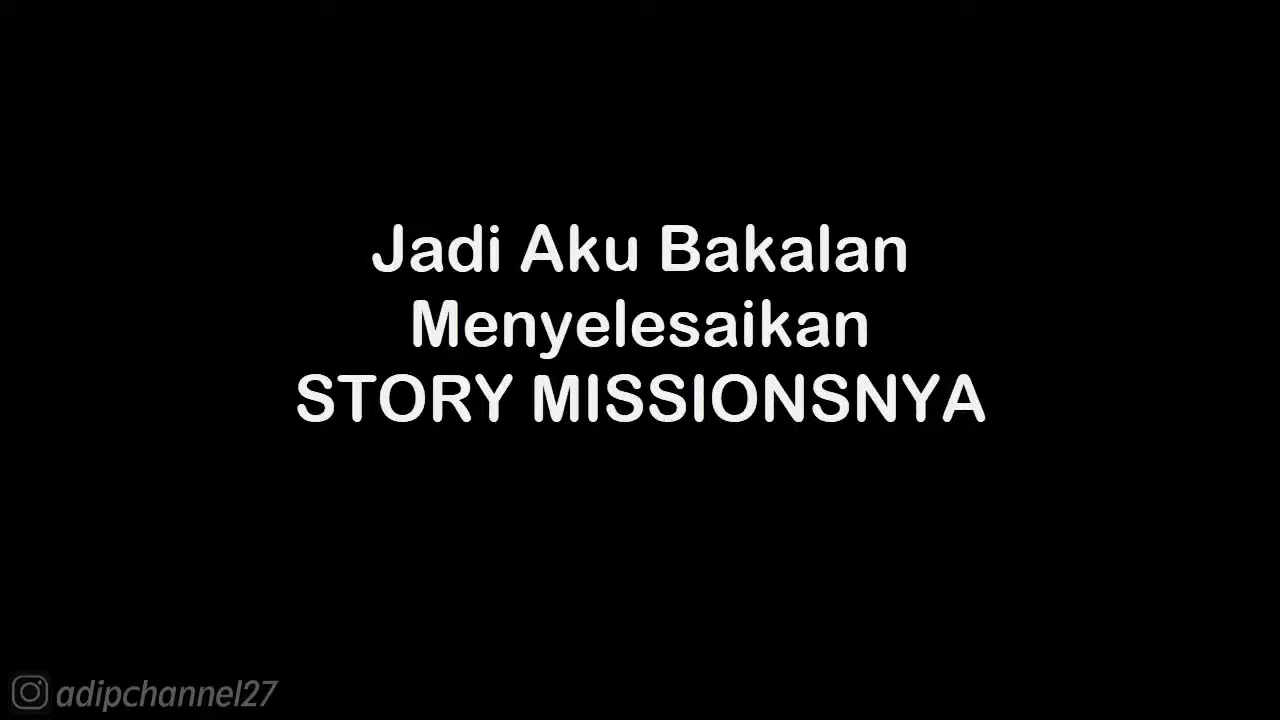 Jadi Aku Bakalan
Menyelesaikan
STORY MISSIONSNYA
adipchannel27